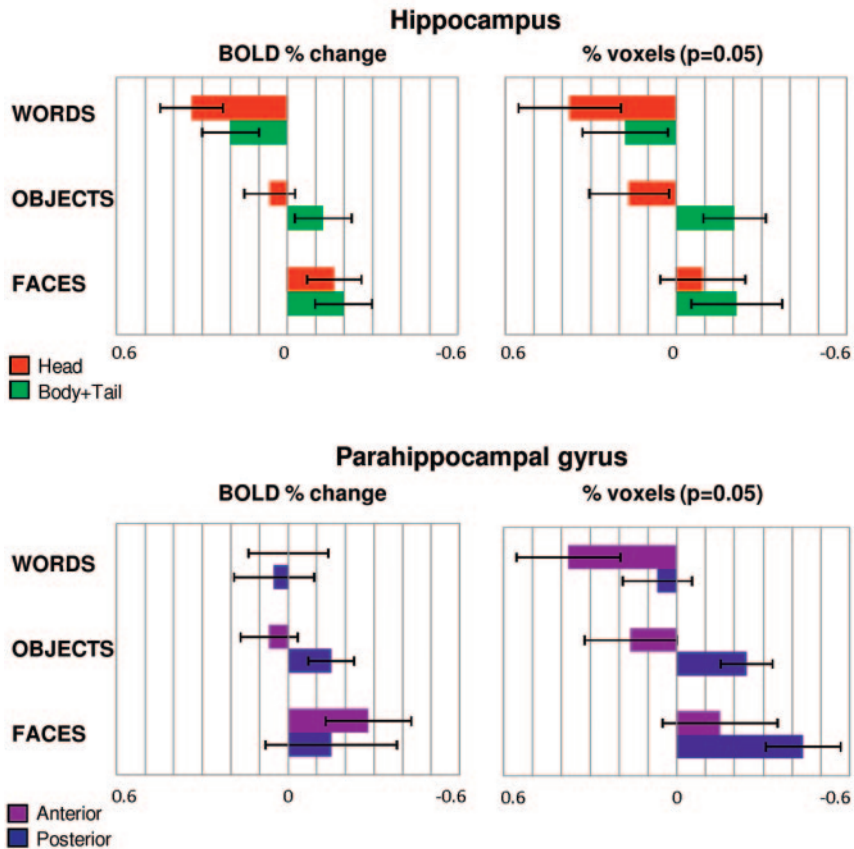 Hippocampus
BOLD % change
% voxels (p=0.05)
WORDS
OBJECTS
FACES
0.6 0 -0.6
0.6 0 -0.6
Head
Body+Tail
Parahippocampal gyrus
BOLD % change
% voxels (p=0.05)
WORDS
OBJECTS
FACES
0.6 0 -0.6
0.6 0 -0.6
Anterior
Posterior